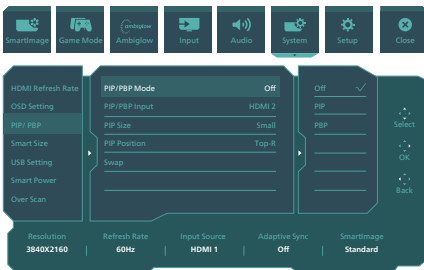 ambiglow
SmartImage
Game Mode
Ambiglow
Input
Audio
System
Setup
Close
HDMI Refresh Rate
OSD Setting
PIP/ PBP
Smart Size
USB Setting
Smart Power
Over Scan
PIP/PBP Mode Off
PIP/PBP Input HDMI 2
PIP Size Small
PIP Position Top-R
Swap
Off
PIP
PBP
Select
OK
Back
Resolution Refresh Rate Input Source Adaptive Sync SmartImage
3840X2160 60Hz HDMI 1 Off Standard